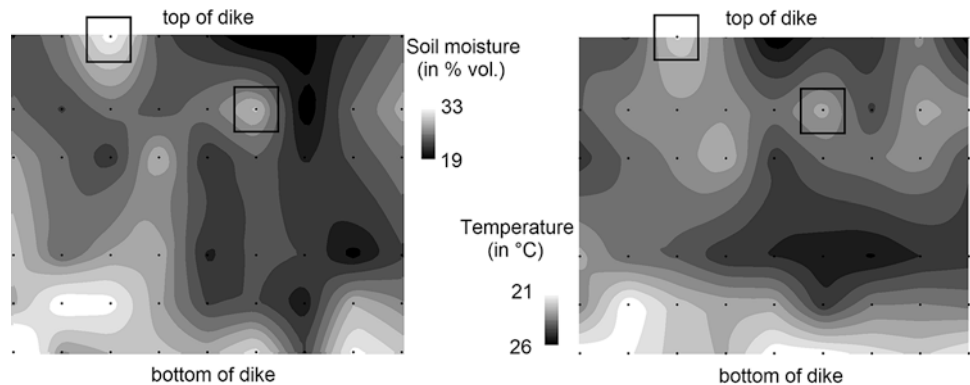 top of dike
Soil moisture
(in % vol.)
33
19
bottom of dike
top of dike
Temperature
(in °C)
21
26
bottom of dike